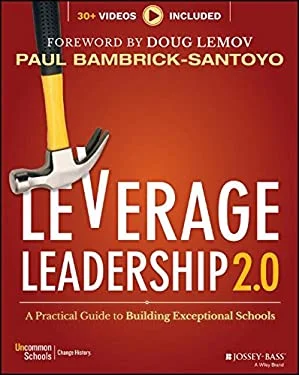 30+ VIDEOS INCLUDED
FOREWORD BY DOUG LEMOV
PAUL BAMBRICK-SANTOYO
LEVERAGE
LEADERSHIP 2.0
A Practical Guide to Building Exceptional Schools
Uncommon
Schools
Change History.
JOSSEY-BASS
A Wiley Brand